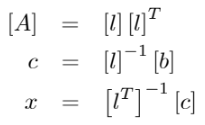 [A] = [l] [l]^T
c = [l]^{-1} [b]
x = [l^T]^{-1} [c]